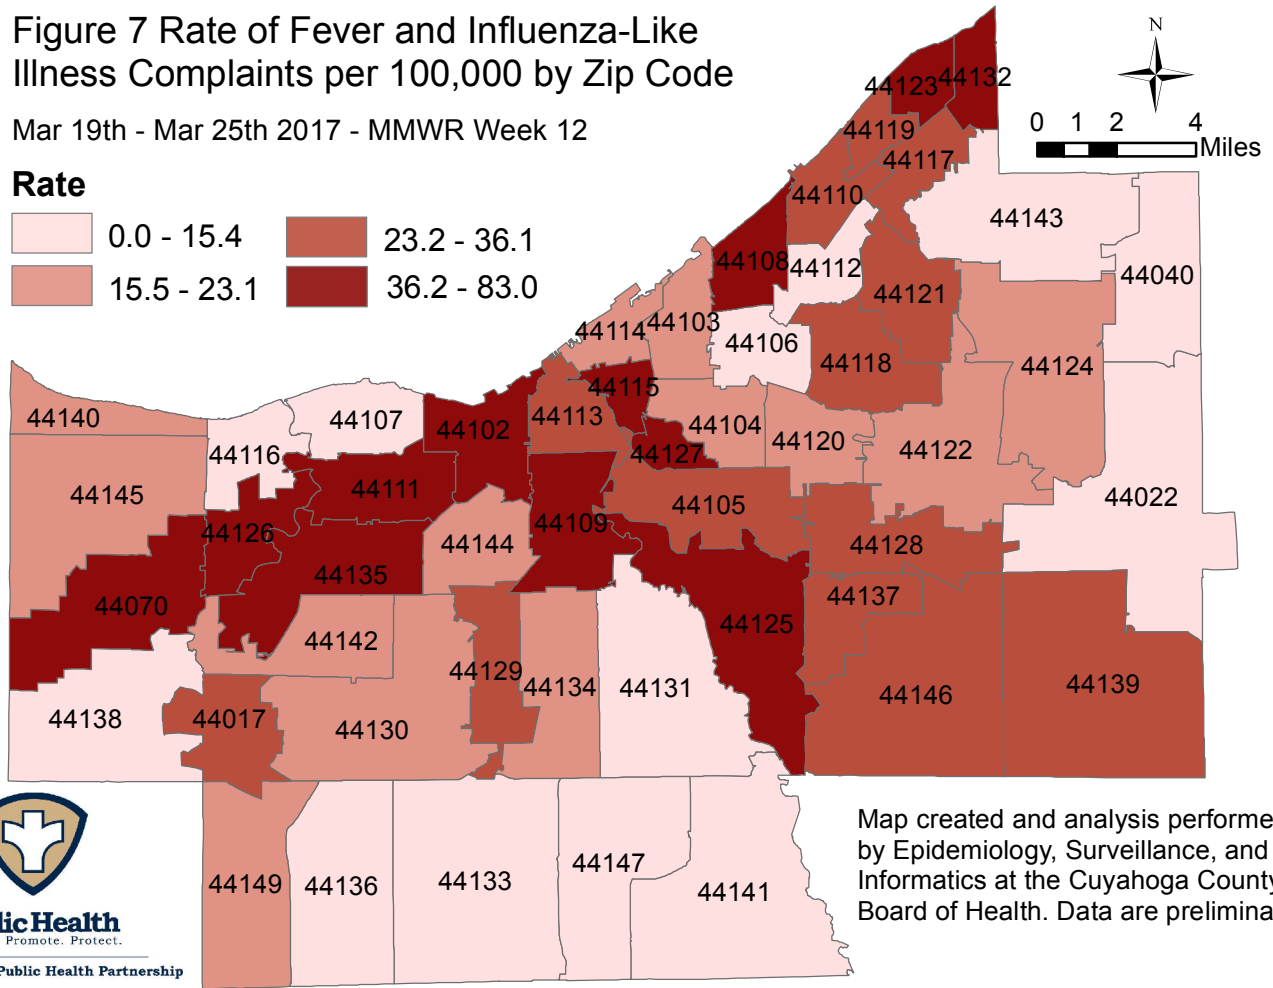 Figure 7 Rate of Fever and Influenza-Like
Illness Complaints per 100,000 by Zip Code
Mar 19th - Mar 25th 2017 - MMWR Week 12
Rate
0.0 - 15.4
23.2 - 36.1
15.5 - 23.1
36.2 - 83.0
N
0 1 2 4
Miles
44123
44132
44119
44117
44110
44143
44108
44112
44040
44121
44114
44103
44106
44118
44124
44115
44140
44107
44102
44113
44104
44120
44116
44127
44122
44145
44111
44105
44022
44126
44109
44144
44128
44135
44070
44137
44125
44142
44129
44134
44131
44139
44146
44138
44017
44130
44149
44136
44133
44147
44141
lic Health
Promote. Protect.
Public Health Partnership
Map created and analysis performe
by Epidemiology, Surveillance, and
Informatics at the Cuyahoga County
Board of Health. Data are prelimina